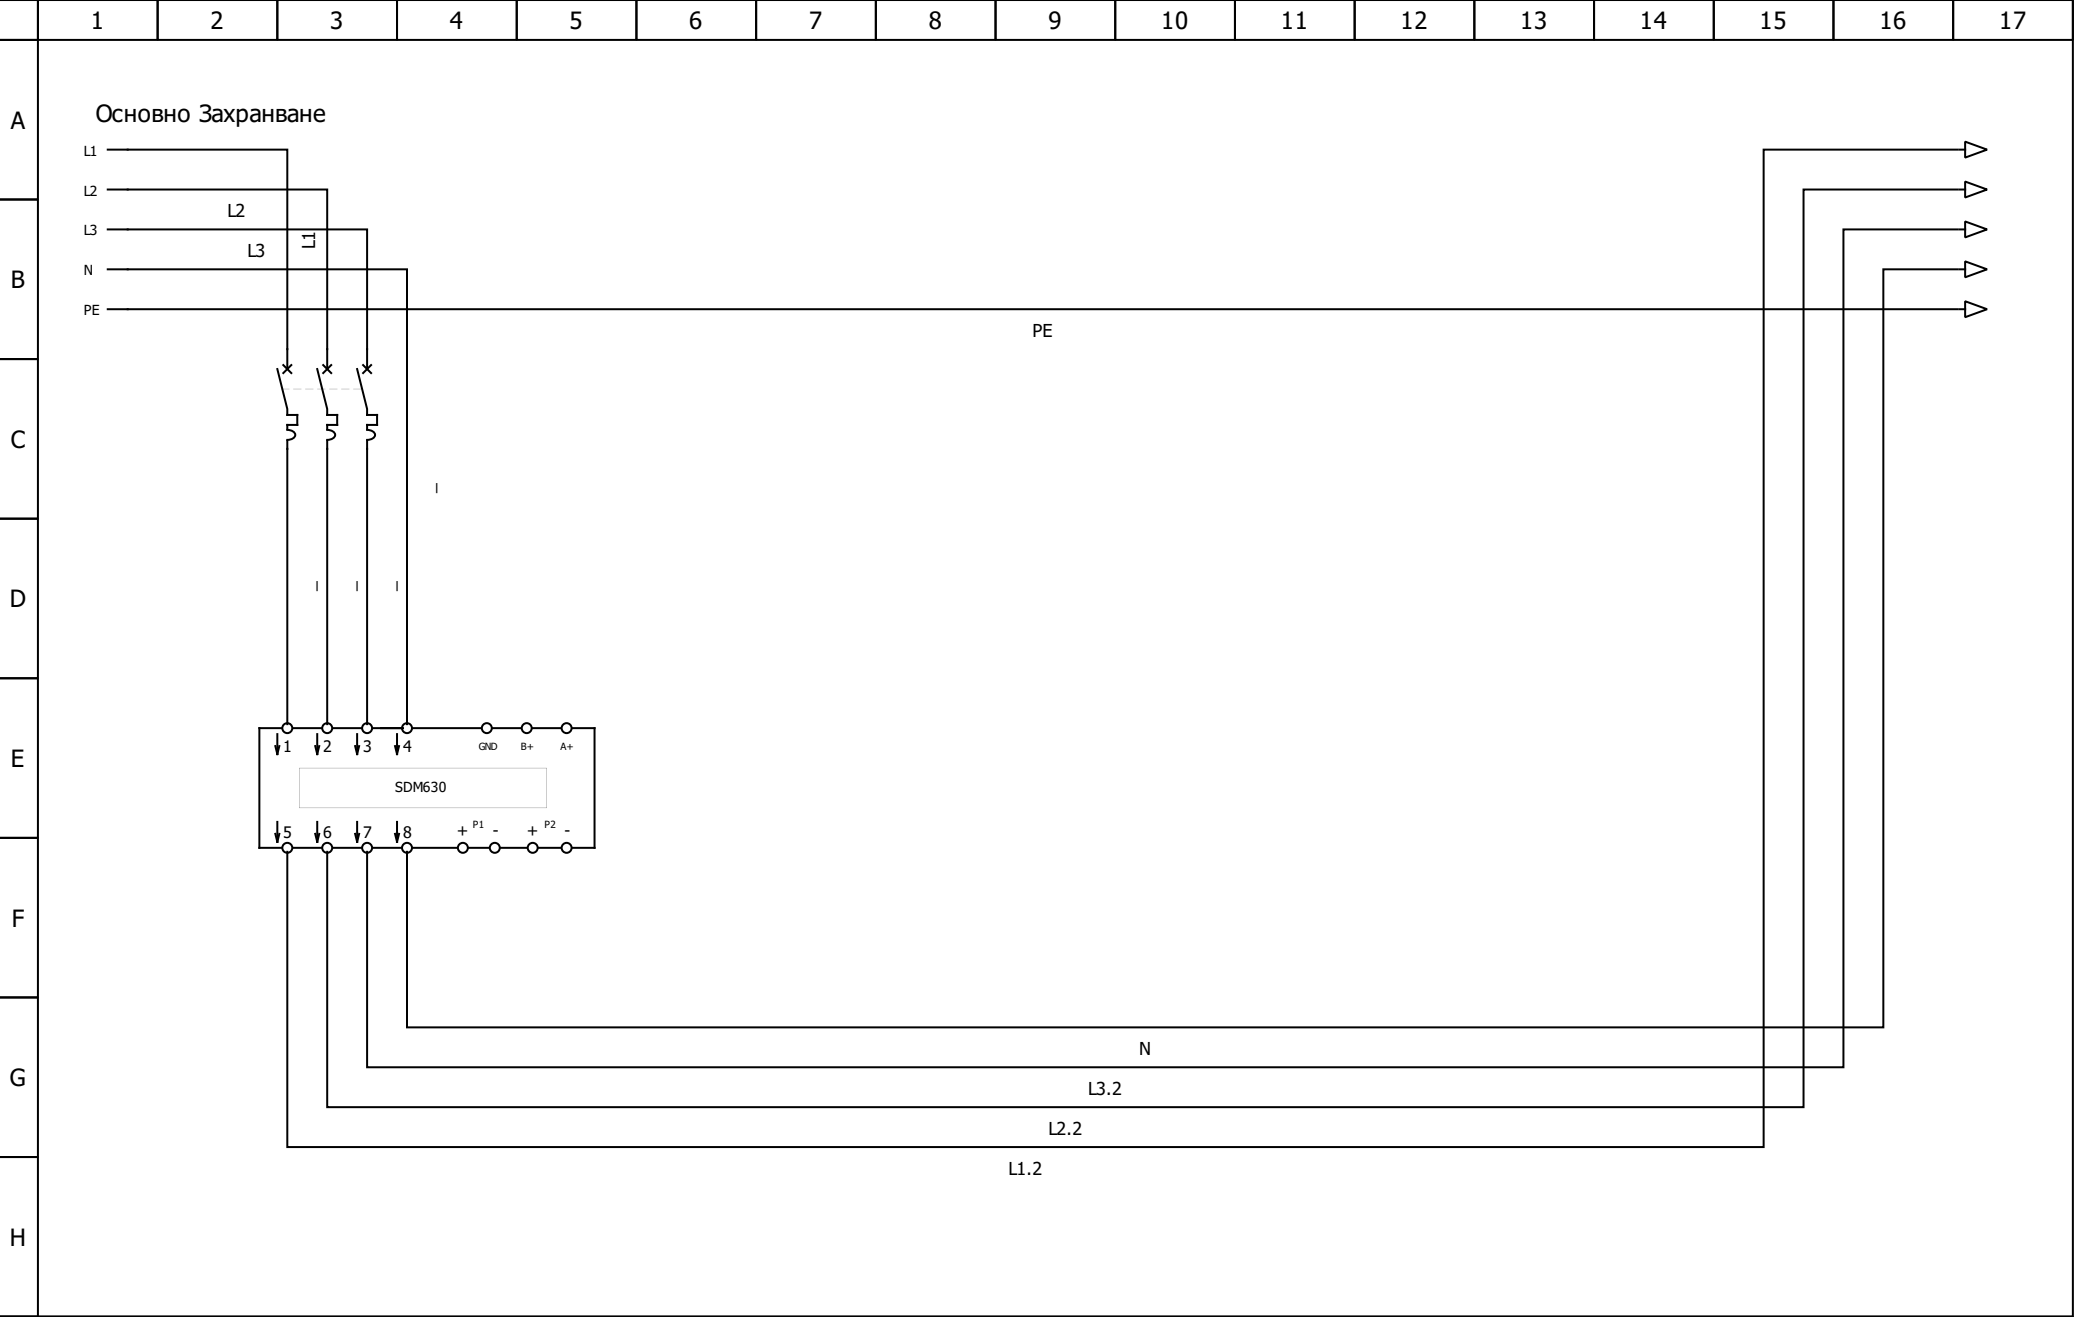 1 2 3 4 5 6 7 8 9 10 11 12 13 14 15 16 17
A
Основно Захранване
L1
L2
L2
L3
L1
L3
B
N
PE
PE
C
I
D
I I I
E
1 2 3 4 GND B+ A+
SDM630
5 6 7 8 + P1 - + P2 -
F
N
G
L3.2
L2.2
L1.2
H